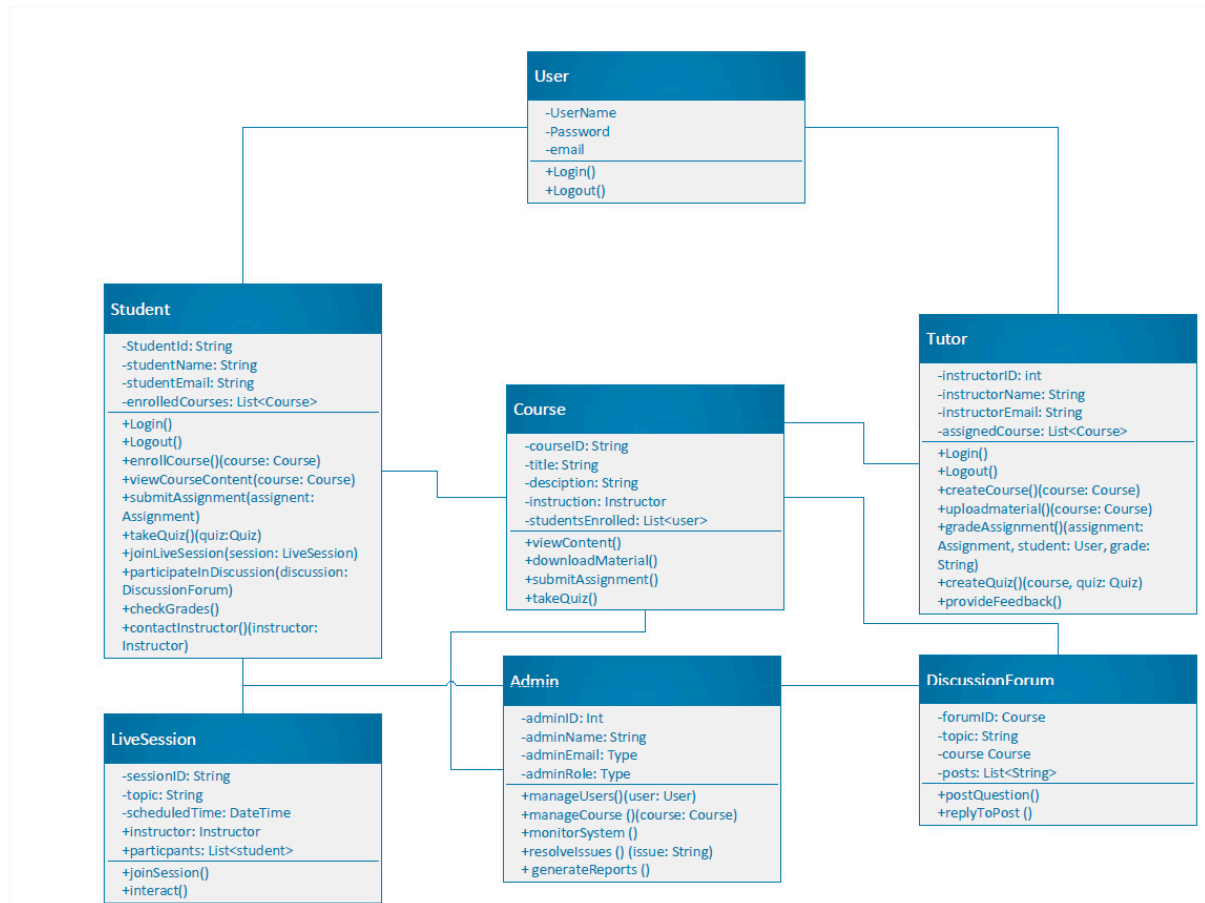 User
-UserName
-Password
-email
+Login()
+Logout()
Student
-StudentId: String
-studentName: String
-studentEmail: String
-enrolledCourses: List<Course>
+Login()
+Logout()
+enrollCourse()(course: Course)
+viewCourseContent(course: Course)
+submitAssignment(assignent:
Assignment)
+takeQuiz()(quiz:Quiz)
+joinLiveSession(session: LiveSession)
+participateInDiscussion(discussion:
DiscussionForum)
+checkGrades()
+contactInstructor()(instructor:
Instructor)
Course
-courseID: String
-title: String
-desciption: String
-instruction: Instructor
-studentsEnrolled: List<user>
+viewContent()
+downloadMaterial()
+submitAssignment()
+takeQuiz()
Tutor
-instructorID: int
-instructorName: String
-instructorEmail: String
-assignedCourse: List<Course>
+Login()
+Logout()
+createCourse()(course: Course)
+uploadmaterial()(course: Course)
+gradeAssignment()(assignment:
Assignment, student: User, grade:
String)
+createQuiz()(course, quiz: Quiz)
+provideFeedback()
LiveSession
-sessionID: String
-topic: String
-scheduledTime: DateTime
+instructor: Instructor
+particpants: List<student>
+joinSession()
+interact()
Admin
-adminID: Int
-adminName: String
-adminEmail: Type
-adminRole: Type
+manageUsers()(user: User)
+manageCourse ()(course: Course)
+monitorSystem ()
+resolveIssues () (issue: String)
+ generateReports ()
DiscussionForum
-forumID: Course
-topic: String
-course Course
-posts: List<String>
+postQuestion()
+replyToPost ()